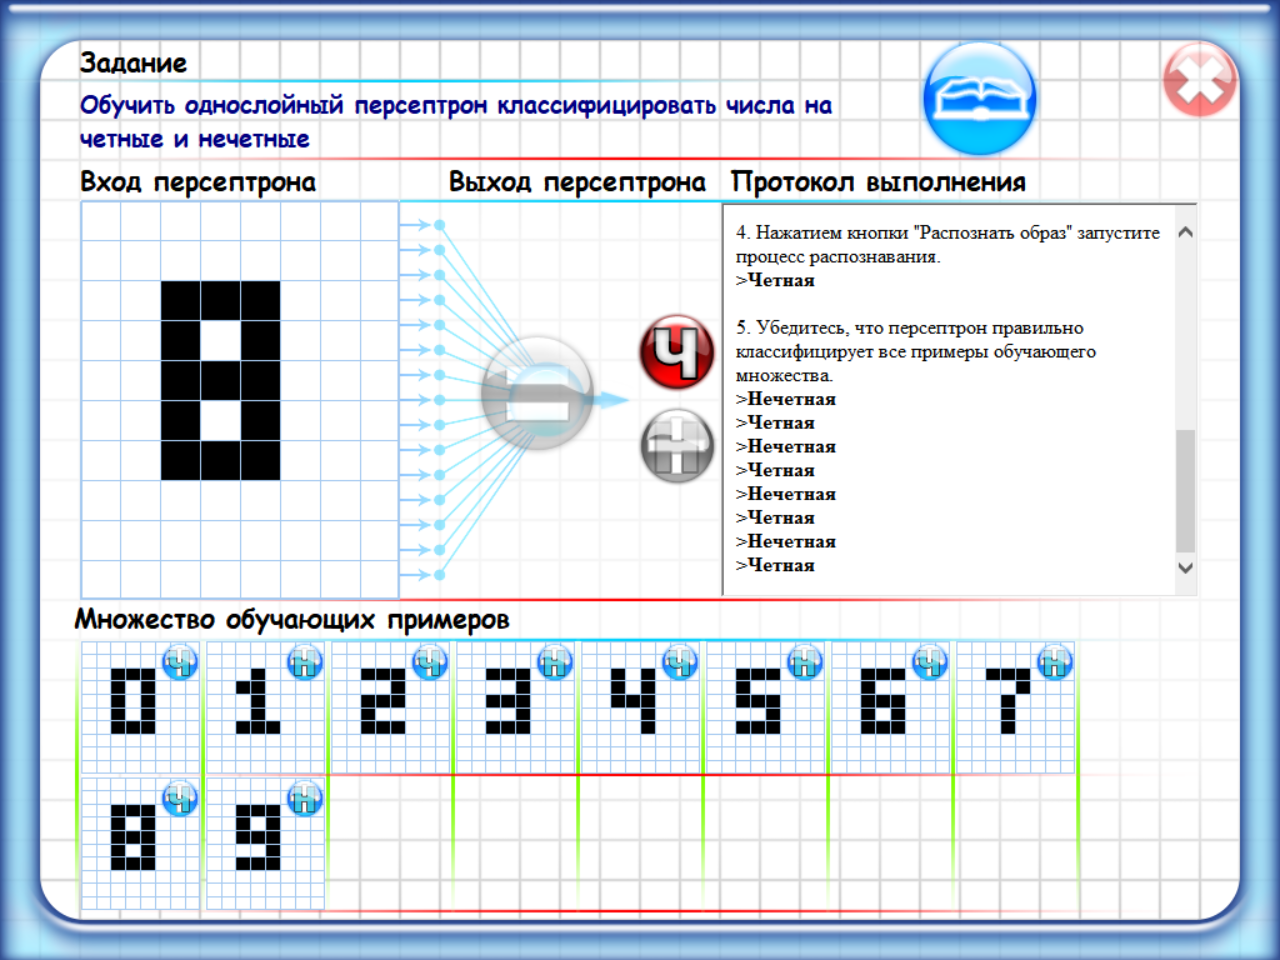 Задание
Обучить однослойный персептрон классифицировать числа на
четные и нечетные
Вход персептрона
Выход персептрона
Протокол выполнения
4. Нажатием кнопки "Распознать образ" запустите
процесс распознавания.
>Четная
5. Убедитесь, что персептрон правильно
классифицирует все примеры обучающего
множества.
>Нечетная
>Четная
>Нечетная
>Четная
>Нечетная
>Четная
>Нечетная
>Четная
8
Ч
Н
Множество обучающих примеров
0 Ч 1 Н 2 Ч 3 Н 4 Ч 5 Н 6 Ч 7 Н
8 Ч 9 Н